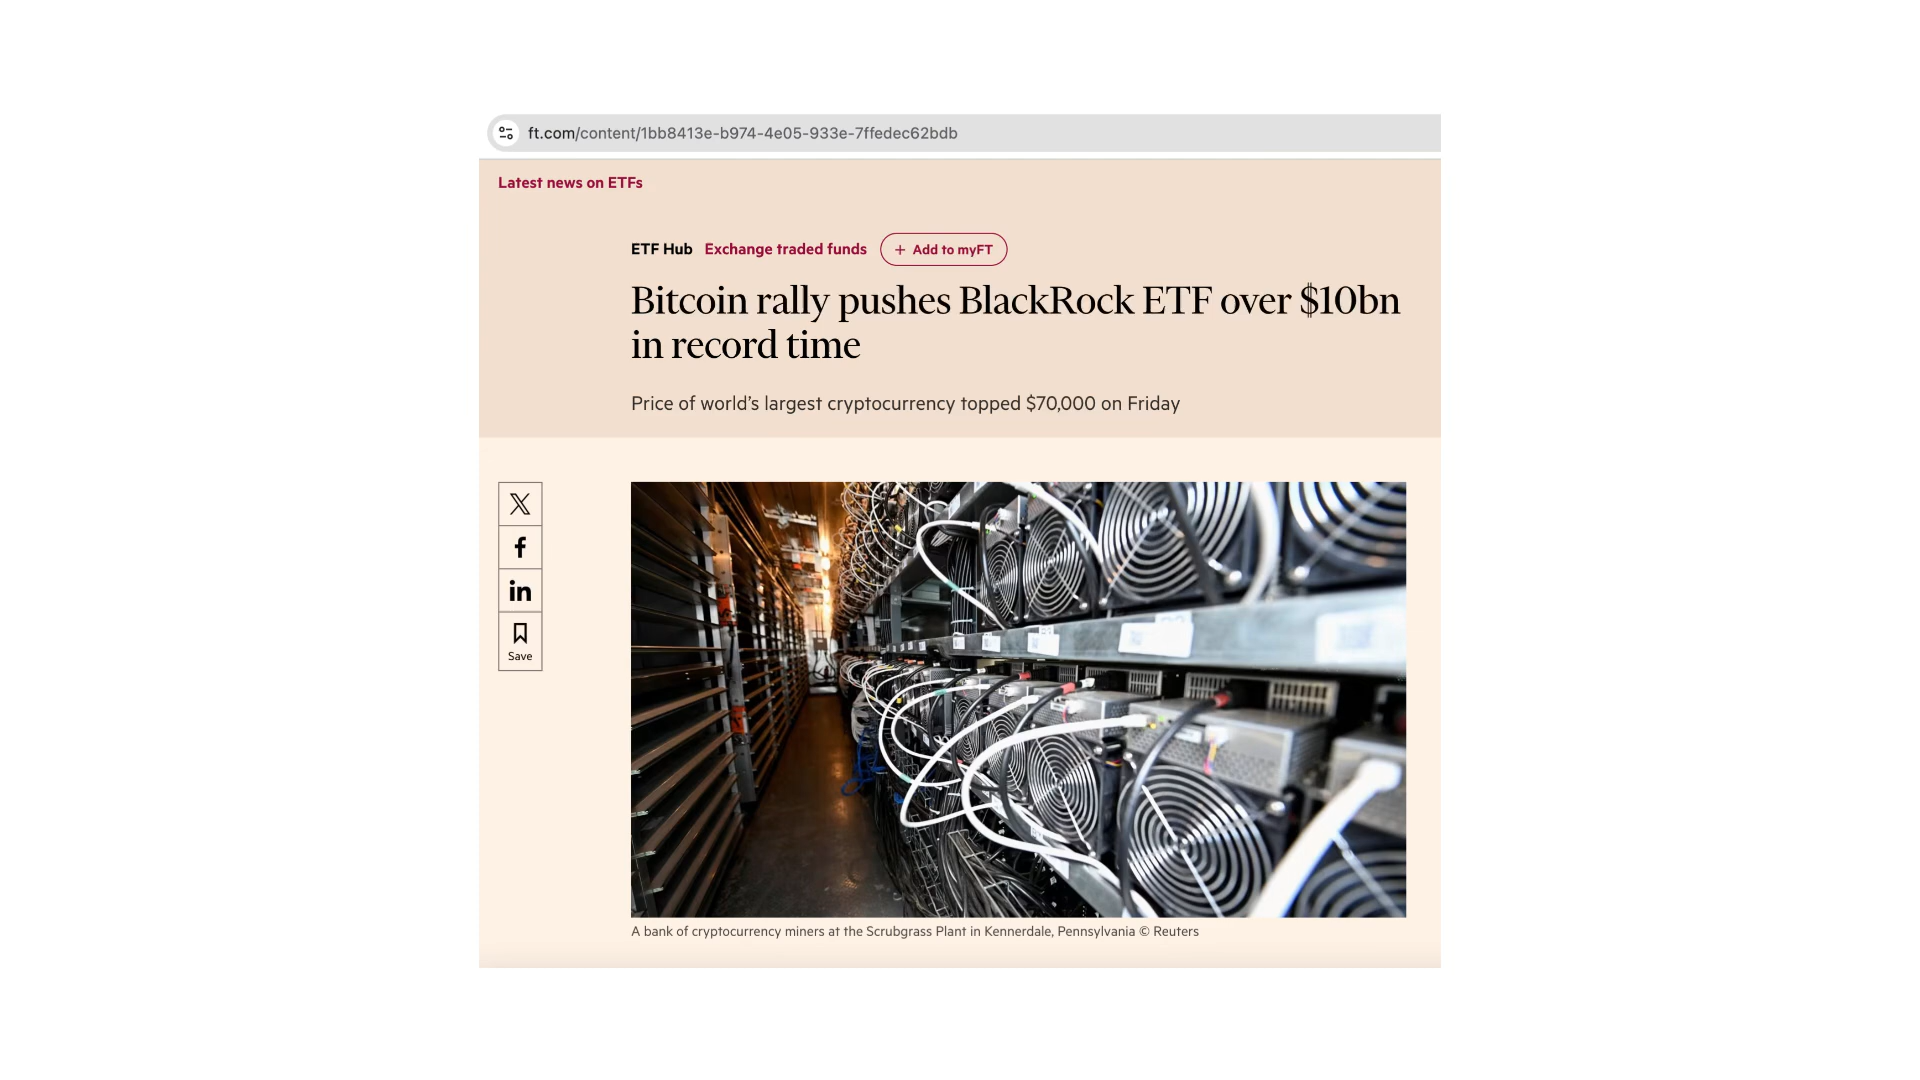 ft.com/content/1bb8413e-b974-4e05-933e-7ffedec62bdb
Latest news on ETFs
ETF Hub Exchange traded funds + Add to myFT
Bitcoin rally pushes BlackRock ETF over $10bn
in record time
Price of world’s largest cryptocurrency topped $70,000 on Friday
Save
A bank of cryptocurrency miners at the Scrubgrass Plant in Kennerdale, Pennsylvania © Reuters